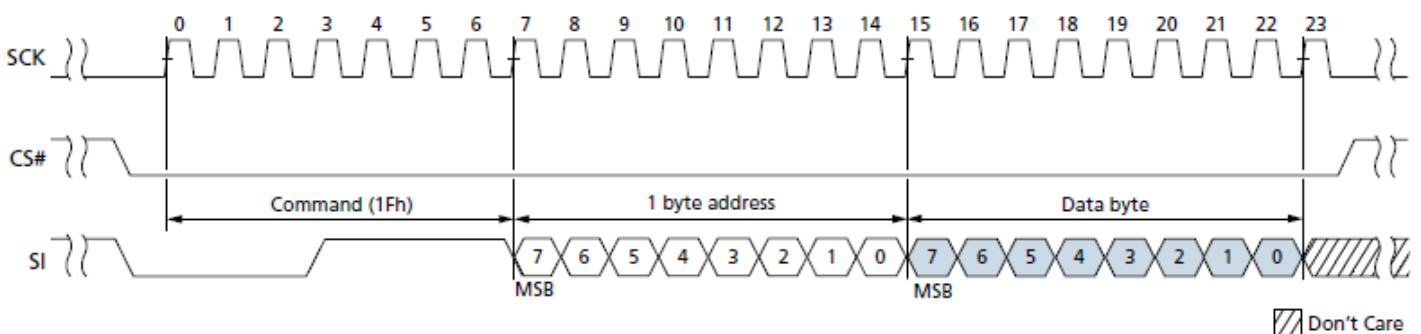 0 1 2 3 4 5 6 7 8 9 10 11 12 13 14 15 16 17 18 19 20 21 22 23
SCK
CS#
Command (1Fh) 1 byte address Data byte
SI 7 6 5 4 3 2 1 0 7 6 5 4 3 2 1 0
MSB MSB
Don't Care